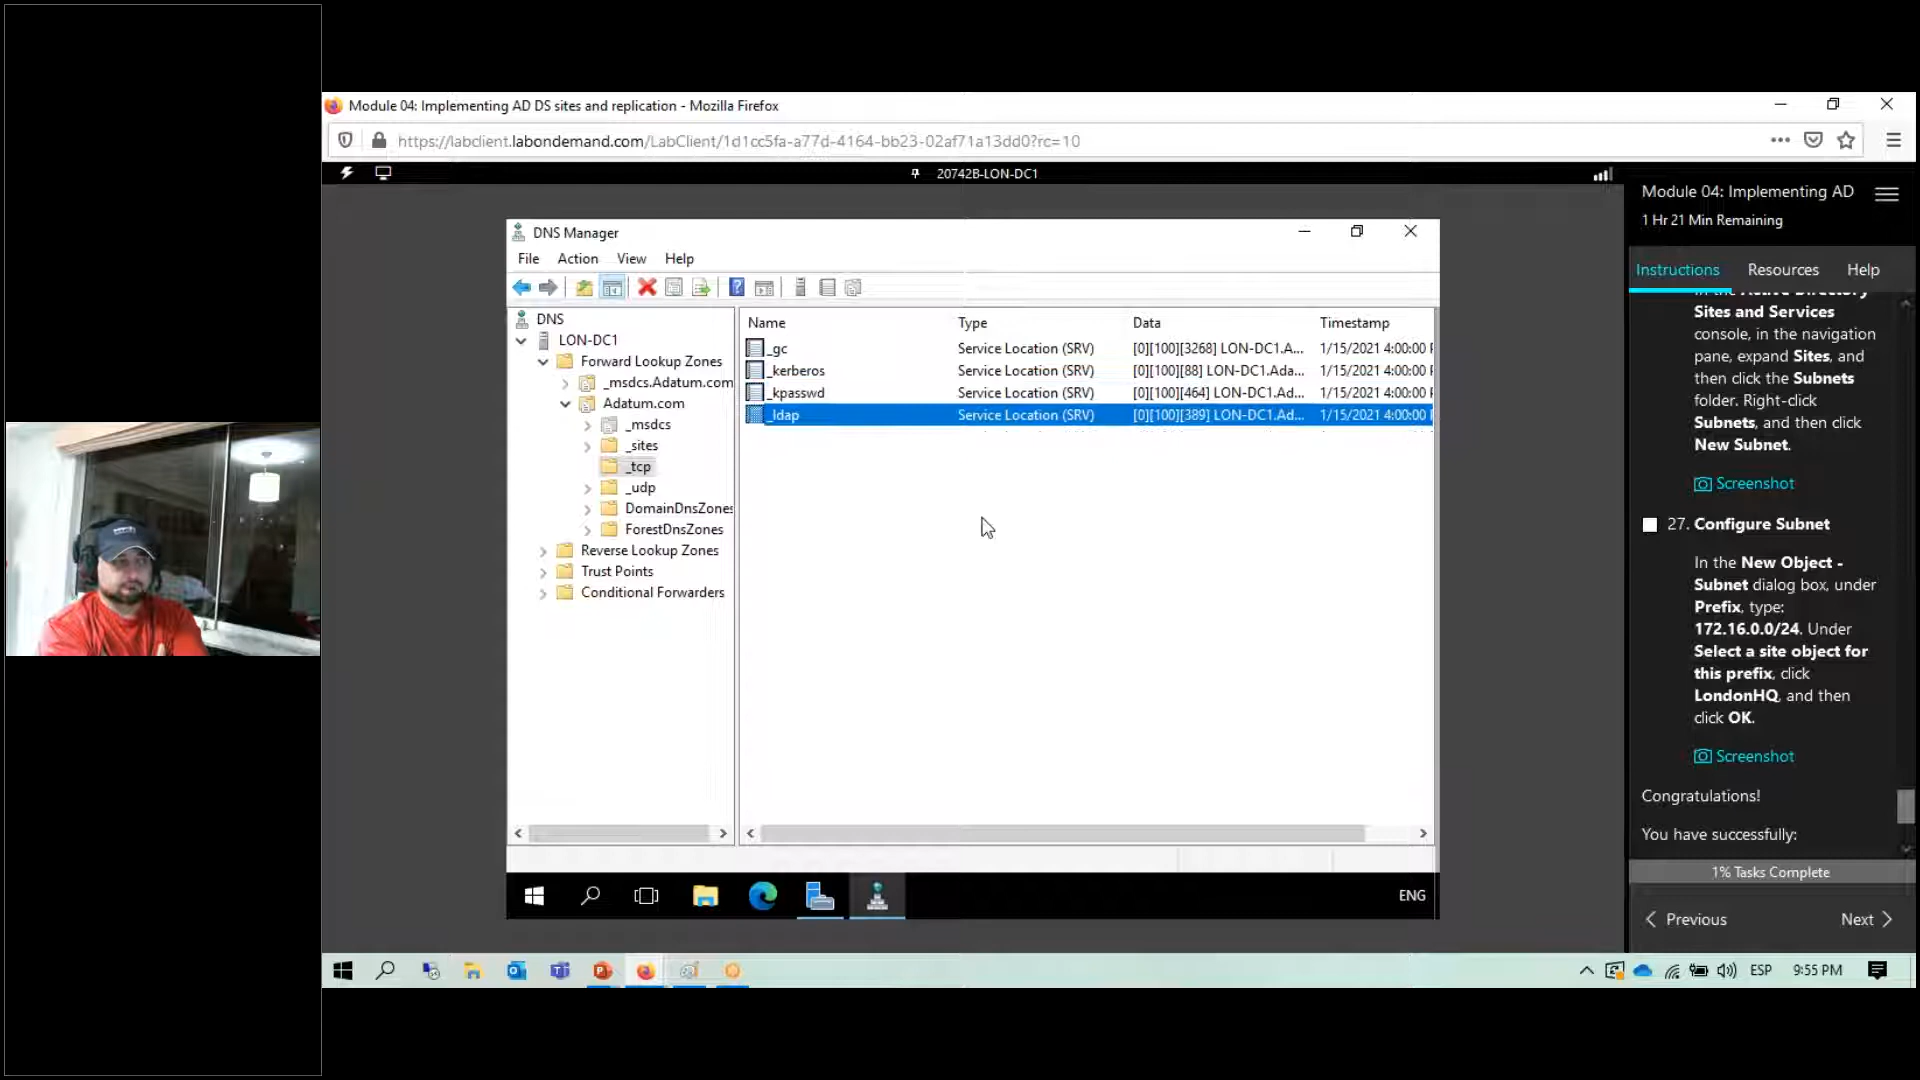 Module 04: Implementing AD DS sites and replication - Mozilla Firefox
https://labclient.labondemand.com/LabClient/1d1cc5fa-a77d-4164-bb23-02af71a13dd0?rc=10
20742B-LON-DC1
DNS Manager
File Action View Help
DNS
LON-DC1
Forward Lookup Zones
_msdcs.Adatum.com
Adatum.com
_msdcs
_sites
_tcp
_udp
DomainDnsZones
ForestDnsZones
Reverse Lookup Zones
Trust Points
Conditional Forwarders
Name Type Data Timestamp
_gc Service Location (SRV) [0][100][3268] LON-DC1.A... 1/15/2021 4:00:00
_kerberos Service Location (SRV) [0][100][88] LON-DC1.Ada... 1/15/2021 4:00:00
_kpasswd Service Location (SRV) [0][100][464] LON-DC1.Ad... 1/15/2021 4:00:00
_ldap Service Location (SRV) [0][100][389] LON-DC1.Ad... 1/15/2021 4:00:00
ENG
Module 04: Implementing AD
1 Hr 21 Min Remaining
Instructions Resources Help
In the Active Directory
Sites and Services
console, in the navigation
pane, expand Sites, and
then click the Subnets
folder. Right-click
Subnets, and then click
New Subnet.
Screenshot
27. Configure Subnet
In the New Object -
Subnet dialog box, under
Prefix, type:
172.16.0.0/24. Under
Select a site object for
this prefix, click
LondonHQ, and then
click OK.
Screenshot
Congratulations!
You have successfully:
1% Tasks Complete
Previous Next
ESP 9:55 PM